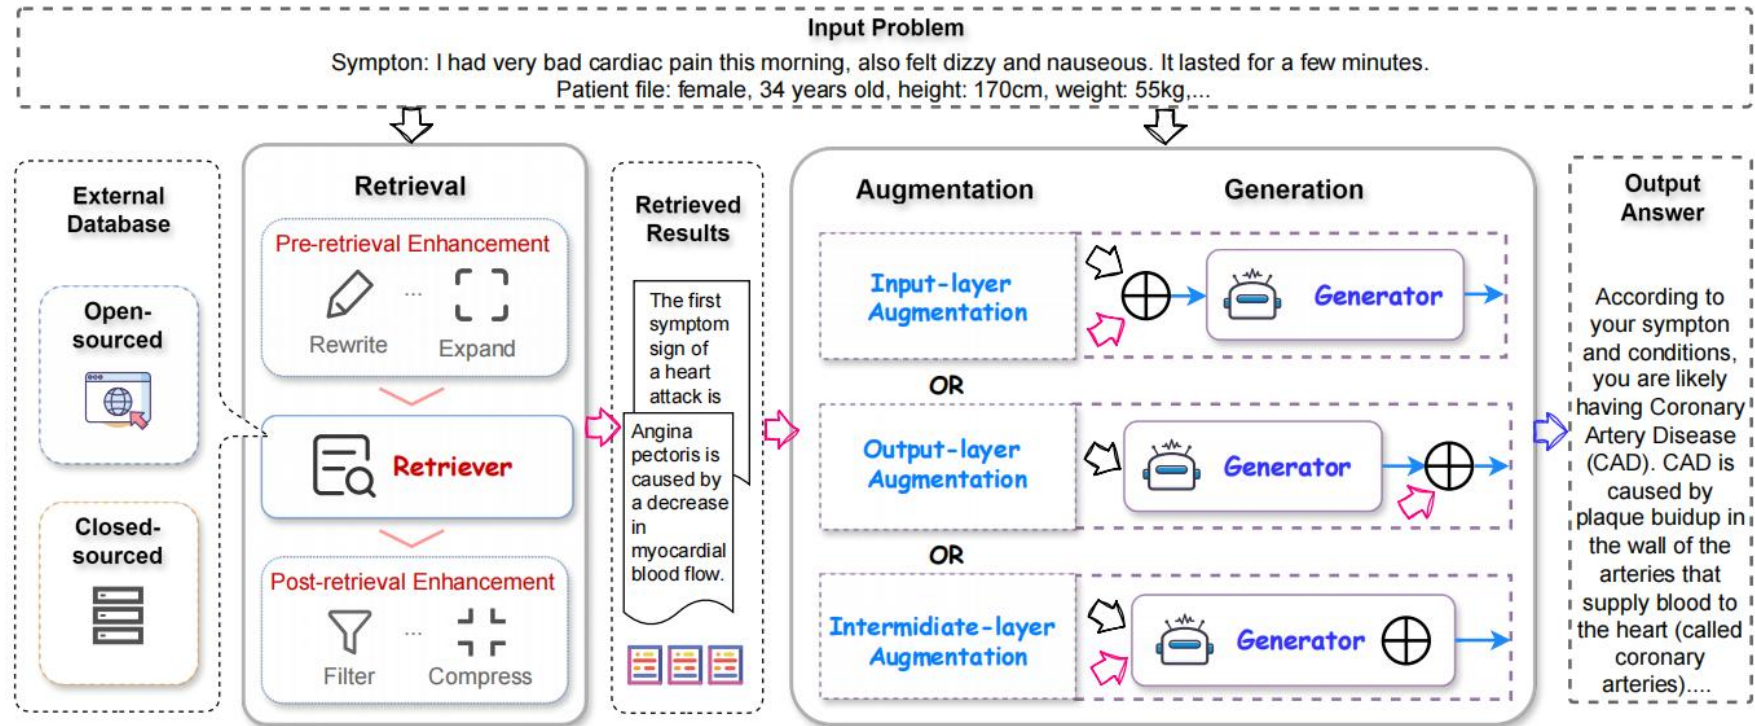 Input Problem
Sympton: I had very bad cardiac pain this morning, also felt dizzy and nauseous. It lasted for a few minutes.
Patient file: female, 34 years old, height: 170cm, weight: 55kg,...
External
Database
Open-
sourced
Closed-
sourced
Retrieval
Pre-retrieval Enhancement
...
Rewrite
Expand
Retriever
Post-retrieval Enhancement
...
Filter
Compress
Retrieved
Results
The first
symptom
sign of
a heart
attack is
Angina
pectoris is
caused by
a decrease
in
myocardial
blood flow.
Augmentation
Generation
Input-layer
Augmentation
Generator
OR
Output-layer
Augmentation
Generator
OR
Intermidiate-layer
Augmentation
Generator
Output
Answer
According to
your sympton
and conditions,
you are likely
having Coronary
Artery Disease
(CAD). CAD is
caused by
plaque buidup in
the wall of the
arteries that
supply blood to
the heart (called
coronary
arteries)....